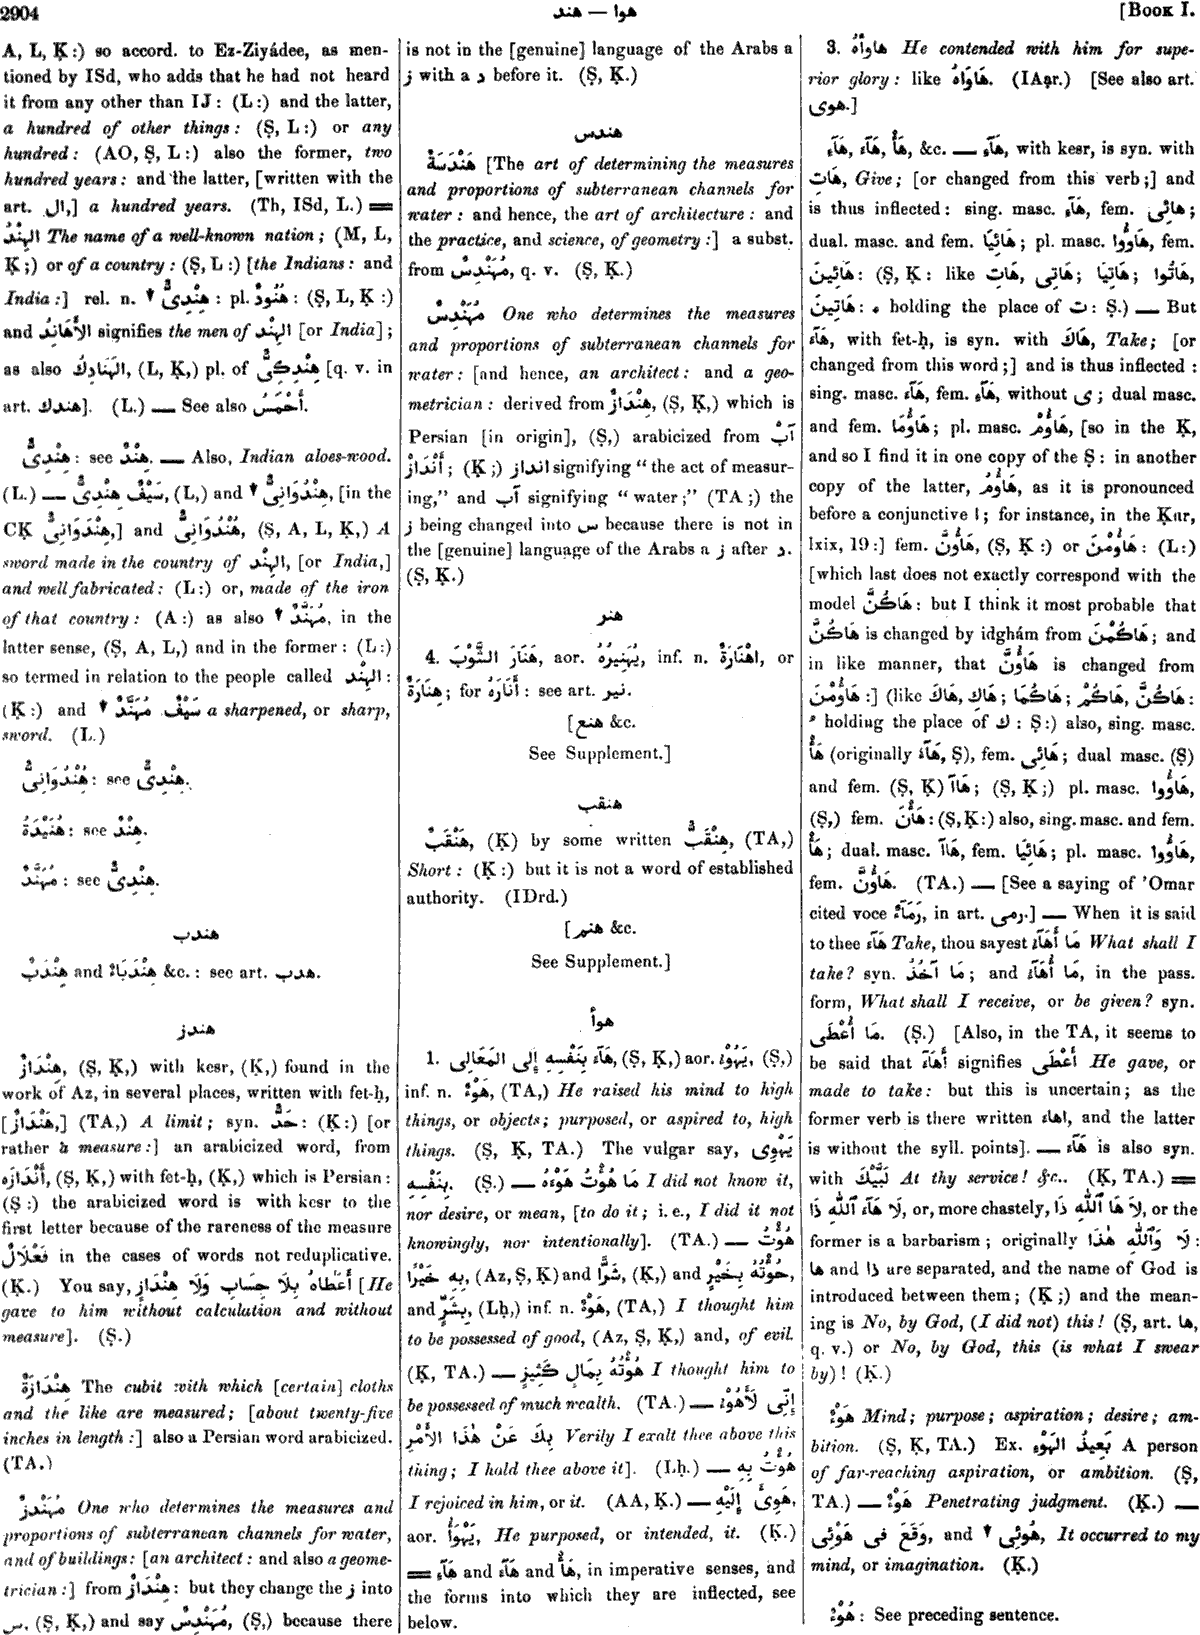 2904
هوا — هند
[Book I.
A, L, Ḳ:) so accord. to Ez-Ziyádee, as men-
tioned by ISd, who adds that he had not heard
it from any other than IJ: (L:) and the latter,
a hundred of other things: (Ṣ, L:) or any
hundred: (AO, Ṣ, L:) also the former, two
hundred years: and the latter, [written with the
art. ال,] a hundred years. (Th, ISd, L.) ═
الهِنْدُ The name of a well-known nation; (M, L,
Ḳ;) or of a country: (Ṣ, L:) [the Indians: and
India:] rel. n. ↑ هِنْدِىٌّ: pl. هُنُودٌ: (Ṣ, L, Ḳ:)
and الأَهَانِدُ signifies the men of الهِنْد [or India];
as also الهَنَادِكُ, (L, Ḳ,) pl. of هِنْدِكِىٌّ [q. v. in
art. هندك]. (L.) — See also أَحْمَسُ.
هِنْدِىٌّ: see هِنْدٌ. — Also, Indian aloes-wood.
(L.) — سَيْفٌ هِنْدِىٌّ, (L,) and ↑ هِنْدُوَانِىٌّ, [in the
CḲ هِنْدَوَانِىٌّ,] and هُنْدُوَانِىٌّ, (Ṣ, A, L, Ḳ,) A
sword made in the country of الهِنْد, [or India,]
and well fabricated: (L:) or, made of the iron
of that country: (A:) as also ↑ مُهَنَّدٌ, in the
latter sense, (Ṣ, A, L,) and in the former: (L:)
so termed in relation to the people called الهِنْد:
(Ḳ:) and ↑ سَيْفٌ مُهَنَّدٌ a sharpened, or sharp,
sword. (L.)
هُنْدُوَانِىٌّ: see هِنْدِىٌّ.
هُنَيْدَةُ: see هِنْدٌ.
مُهَنَّدٌ: see هِنْدِىٌّ.
هندب
هِنْدَبٌ and هِنْدَبَاءُ &c.: see art. هدب.
هندز
هِنْدَازٌ, (Ṣ, Ḳ,) with kesr, (Ḳ,) found in the
work of Az, in several places, written with fet-ḥ,
[هَنْدَازٌ,] (TA,) A limit; syn. حَدٌّ: (Ḳ:) [or
rather a measure:] an arabicized word, from
أَنْدَازَه, (Ṣ, Ḳ,) with fet-ḥ, (Ḳ,) which is Persian:
(Ṣ:) the arabicized word is with kesr to the
first letter because of the rareness of the measure
فَعْلَالٌ in the cases of words not reduplicative.
(Ḳ.) You say, أَعْطَاهُ بِلَا حِسَابٍ وَلَا هِنْدَازٍ [He
gave to him without calculation and without
measure]. (Ṣ.)
هِنْدَازَةٌ The cubit with which [certain] cloths
and the like are measured; [about twenty-five
inches in length:] also a Persian word arabicized.
(TA.)
مُهَنْدِزٌ One who determines the measures and
proportions of subterranean channels for water,
and of buildings: [an architect: and also a geome-
trician:] from هِنْدَازٌ: but they change the ز into
س, (Ṣ, Ḳ,) and say مُهَنْدِسٌ, (Ṣ,) because there
is not in the [genuine] language of the Arabs a
ز with a د before it. (Ṣ, Ḳ.)
هندس
هَنْدَسَةٌ [The art of determining the measures
and proportions of subterranean channels for
water: and hence, the art of architecture: and
the practice, and science, of geometry:] a subst.
from مُهَنْدِسٌ, q. v. (Ṣ, Ḳ.)
مُهَنْدِسٌ One who determines the measures
and proportions of subterranean channels for
water: [and hence, an architect: and a geo-
metrician: derived from هِنْدَازٌ, (Ṣ, Ḳ,) which is
Persian [in origin], (Ṣ,) arabicized from آبْ
أَنْدَازْ; (Ḳ;) انداز signifying "the act of measur-
ing," and آب signifying "water;" (TA;) the
ز being changed into س because there is not in
the [genuine] language of the Arabs a ز after د.
(Ṣ, Ḳ.)
هنر
4. هَنَارَ الثَّوْبَ, aor. يُهَنِيرُهُ, inf. n. اهْنَارَةٌ, or
هِنَارَةٌ; for أَنَارَهُ: see art. نير.
[هنع &c.
See Supplement.]
هنقب
هَنْقَبٌ, (Ḳ) by some written هِنْقَبٌّ, (TA,)
Short: (Ḳ:) but it is not a word of established
authority. (IDrd.)
[هنم &c.
See Supplement.]
هوأ
1. هَآءَ بِنَفْسِهِ إِلَى المَعَالِى, (Ṣ, Ḳ,) aor. يَهُوْءُ, (Ṣ,)
inf. n. هَوْءٌ, (TA,) He raised his mind to high
things, or objects; purposed, or aspired to, high
things. (Ṣ, Ḳ, TA.) The vulgar say, يَهْوِى
بِنَفْسِهِ. (Ṣ.) — مَا هُؤْتُ هَوْءَهُ I did not know it,
nor desire, or mean, [to do it; i. e., I did it not
knowingly, nor intentionally]. (TA.) — هُؤْتُ
بِهِ خَيْرًا, (Az, Ṣ, Ḳ) and شَرًّا, (Ḳ,) and هُؤْتُهُ بِخَيْرٍ,
and بِشَرٍّ, (Lḥ,) inf. n. هَوْءٌ, (TA,) I thought him
to be possessed of good, (Az, Ṣ, Ḳ,) and, of evil.
(Ḳ, TA.) — هُؤْتُهُ بِمَالٍ كَثِيرٍ I thought him to
be possessed of much wealth. (TA.) — إِنِّى لَأَهُوْءُ
بِكَ عَنْ هٰذَا الأَمْرِ Verily I exalt thee above this
thing; I hold thee above it]. (Lḥ.) — هُؤْتُ بِهِ
I rejoiced in him, or it. (AA, Ḳ.) — هَوِئَ إِلَيْهِ,
aor. يَهْوَأُ, He purposed, or intended, it. (Ḳ.)
═ هَآءِ and هَآءَ and هَأْ, in imperative senses, and
the forms into which they are inflected, see
below.
3. هَاوَأَهُ He contended with him for supe-
rior glory: like هَاوَاهُ. (IAạr.) [See also art.
هوى.]
هَأْ, هَآءَ, هَآءِ, &c. — هَآءِ, with kesr, is syn. with
هَاتِ, Give; [or changed from this verb;] and
is thus inflected: sing. masc. هَآءِ, fem. هَائِى;
dual. masc. and fem. هَائِيَا; pl. masc. هَاؤُوا, fem.
هَائِينَ: (Ṣ, Ḳ: like هَاتِ, هَاتِى; هَاتِيَا; هَاتُوا,
هَاتِينَ: ء holding the place of ت: Ṣ.) — But
هَآءَ, with fet-ḥ, is syn. with هَاكَ, Take; [or
changed from this word;] and is thus inflected:
sing. masc. هَآءَ, fem. هَآءِ, without ى; dual masc.
and fem. هَاؤُمَا; pl. masc. هَاؤُمْ, [so in the Ḳ,
and so I find it in one copy of the Ṣ: in another
copy of the latter, هَاؤُمُ, as it is pronounced
before a conjunctive ا; for instance, in the Ḳur,
lxix, 19:] fem. هَاؤُنَّ, (Ṣ, Ḳ:) or هَاؤُمْنَ: (L:)
[which last does not exactly correspond with the
model هَاكُنَّ: but I think it most probable that
هَاكُنَّ is changed by idghám from هَاكُمْنَ; and
in like manner, that هَاؤُنَّ is changed from
هَاؤُمْنَ:] (like هَاكَ, هَاكِ; هَاكُمَا; هَاكُمْ, هَاكُنَّ:
ء holding the place of ك: Ṣ:) also, sing. masc.
هَأْ (originally هَآءْ, Ṣ), fem. هَائِى; dual masc. (Ṣ)
and fem. (Ṣ, Ḳ) هَاآ; (Ṣ, Ḳ;) pl. masc. هَاؤُوا,
(Ṣ,) fem. هَأْنَ: (Ṣ, Ḳ:) also, sing. masc. and fem.
هَأْ; dual. masc. هَاآ, fem. هَائِيَا; pl. masc. هَاؤُوا,
fem. هَاؤُنَّ. (TA.) — [See a saying of 'Omar
cited voce رَمَآءٌ, in art. رمى.] — When it is said
to thee هَآءَ Take, thou sayest مَا أَهَآءُ What shall I
take? syn. مَا آخُذُ; and مَا أُهَآءُ, in the pass.
form, What shall I receive, or be given? syn.
مَا أُعْطَى. (Ṣ.) [Also, in the TA, it seems to
be said that أَهَآءَ signifies أَعْطَى He gave, or
made to take: but this is uncertain; as the
former verb is there written اهاء, and the latter
is without the syll. points]. — هَآءَ is also syn.
with لَبَّيْكَ At thy service! &c.. (Ḳ, TA.) ═
لَا هَآءَ ٱللّٰهِ ذَا, or, more chastely, لَا هَا ٱللّٰهِ ذَا, or the
former is a barbarism; originally لَا وَٱللّٰهِ هٰذَا:
ها and ذا are separated, and the name of God is
introduced between them; (Ḳ;) and the mean-
ing is No, by God, (I did not) this! (Ṣ, art. ها,
q. v.) or No, by God, this (is what I swear
by)! (Ḳ.)
هَوْءٌ Mind; purpose; aspiration; desire; am-
bition. (Ṣ, Ḳ, TA.) Ex. بَعِيدُ الهَوْءِ A person
of far-reaching aspiration, or ambition. (Ṣ,
TA.) — هَوْءٌ Penetrating judgment. (Ḳ.) —
وَقَعَ فِى هَوْئِى, and ↑ هُوئِى, It occurred to my
mind, or imagination. (Ḳ.)
هُوْءٌ: See preceding sentence.